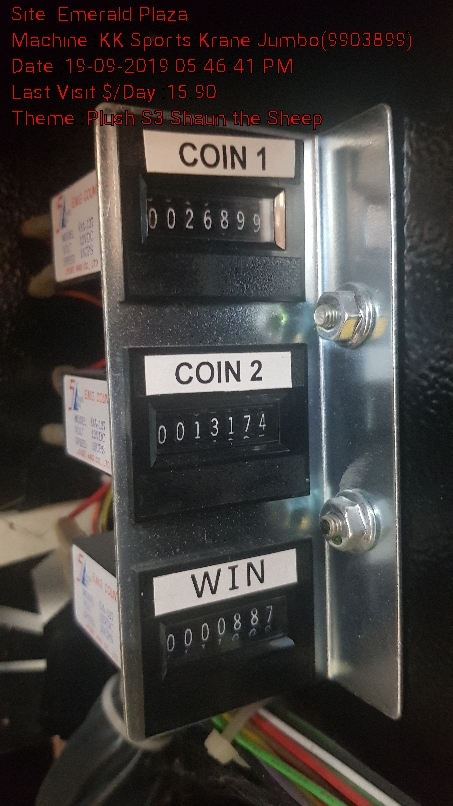 Site Emerald Plaza
Machine KK Sports Krane Jumbo(9903899)
Date 19-09-2019 05 46 41 PM
Last Visit $/Day 15.90
Theme Plush S3 Shaun the Sheep
COIN 1
0026899
COIN 2
0013174
WIN
0000887